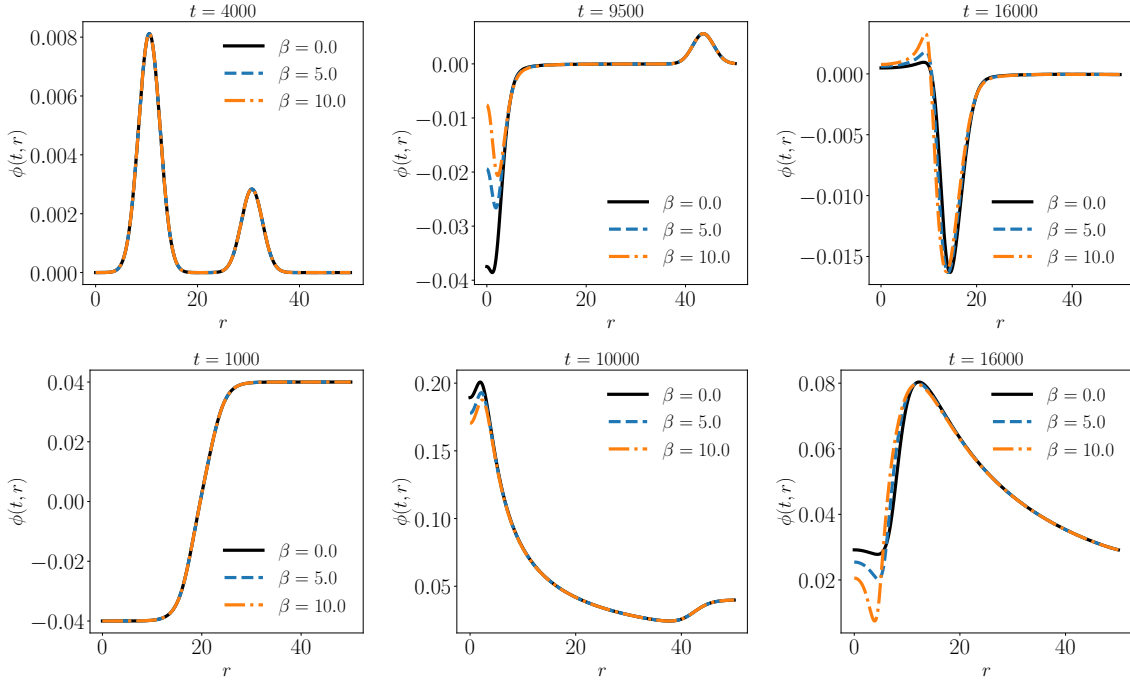 t = 4000
0.008
0.006
0.004
0.002
0.000
ϕ(t, r)
β = 0.0
β = 5.0
β = 10.0
0
20
40
r
t = 9500
0.00
−0.01
−0.02
−0.03
−0.04
ϕ(t, r)
β = 0.0
β = 5.0
β = 10.0
0
20
40
r
t = 16000
0.000
−0.005
−0.010
−0.015
ϕ(t, r)
β = 0.0
β = 5.0
β = 10.0
0
20
40
r
t = 1000
0.04
0.02
0.00
−0.02
−0.04
ϕ(t, r)
β = 0.0
β = 5.0
β = 10.0
0
20
40
r
t = 10000
0.20
0.15
0.10
0.05
ϕ(t, r)
β = 0.0
β = 5.0
β = 10.0
0
20
40
r
t = 16000
0.08
0.06
0.04
0.02
ϕ(t, r)
β = 0.0
β = 5.0
β = 10.0
0
20
40
r